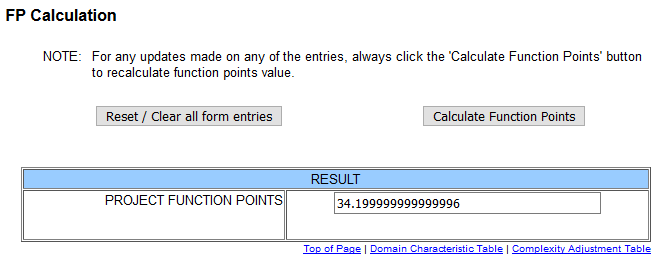 FP Calculation
NOTE: For any updates made on any of the entries, always click the 'Calculate Function Points' button
to recalculate function points value.
Reset / Clear all form entries Calculate Function Points
RESULT
PROJECT FUNCTION POINTS 34.199999999999996
Top of Page | Domain Characteristic Table | Complexity Adjustment Table